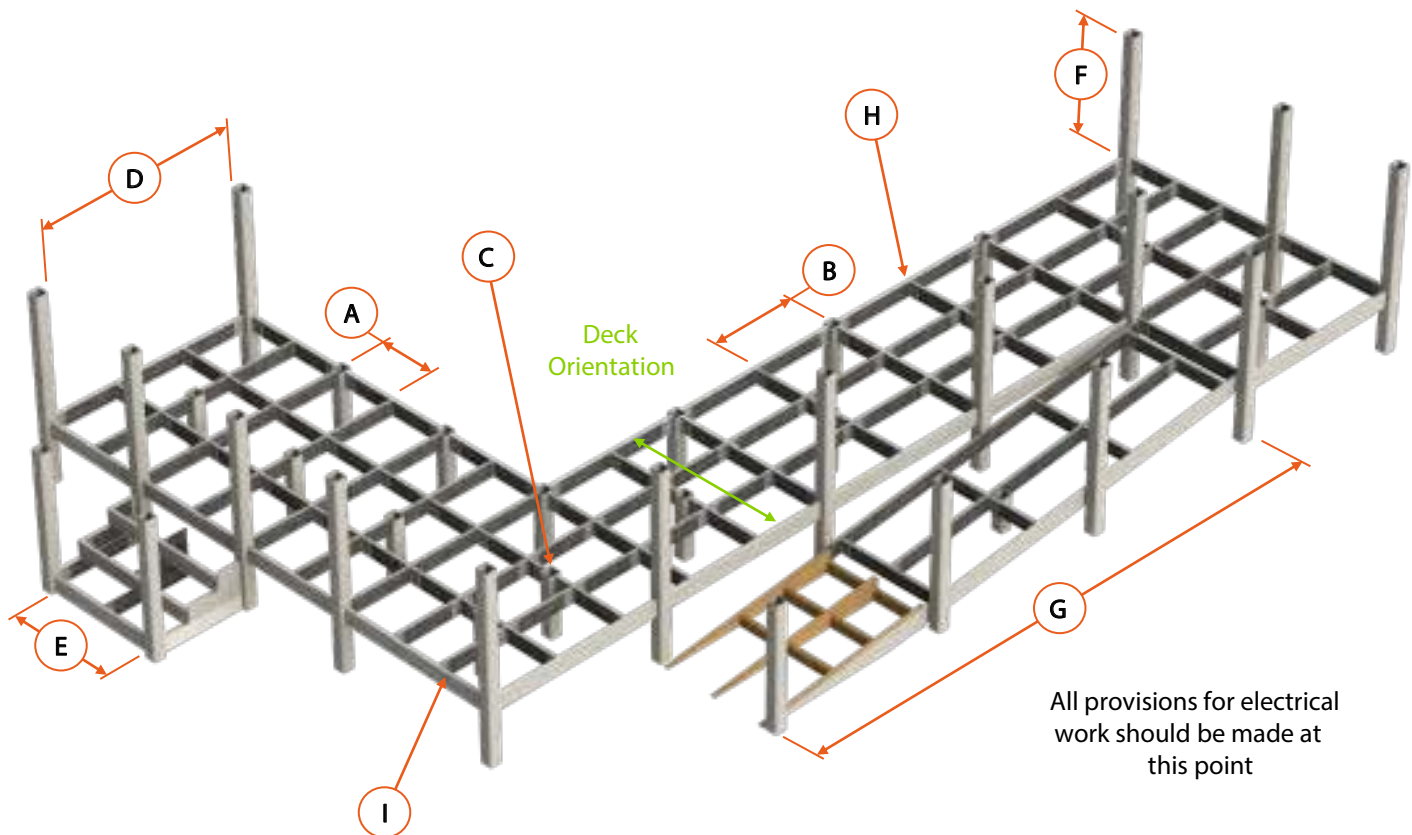 F
H
D
C
B
A
Deck
Orientation
G
E
All provisions for electrical
work should be made at
this point
I